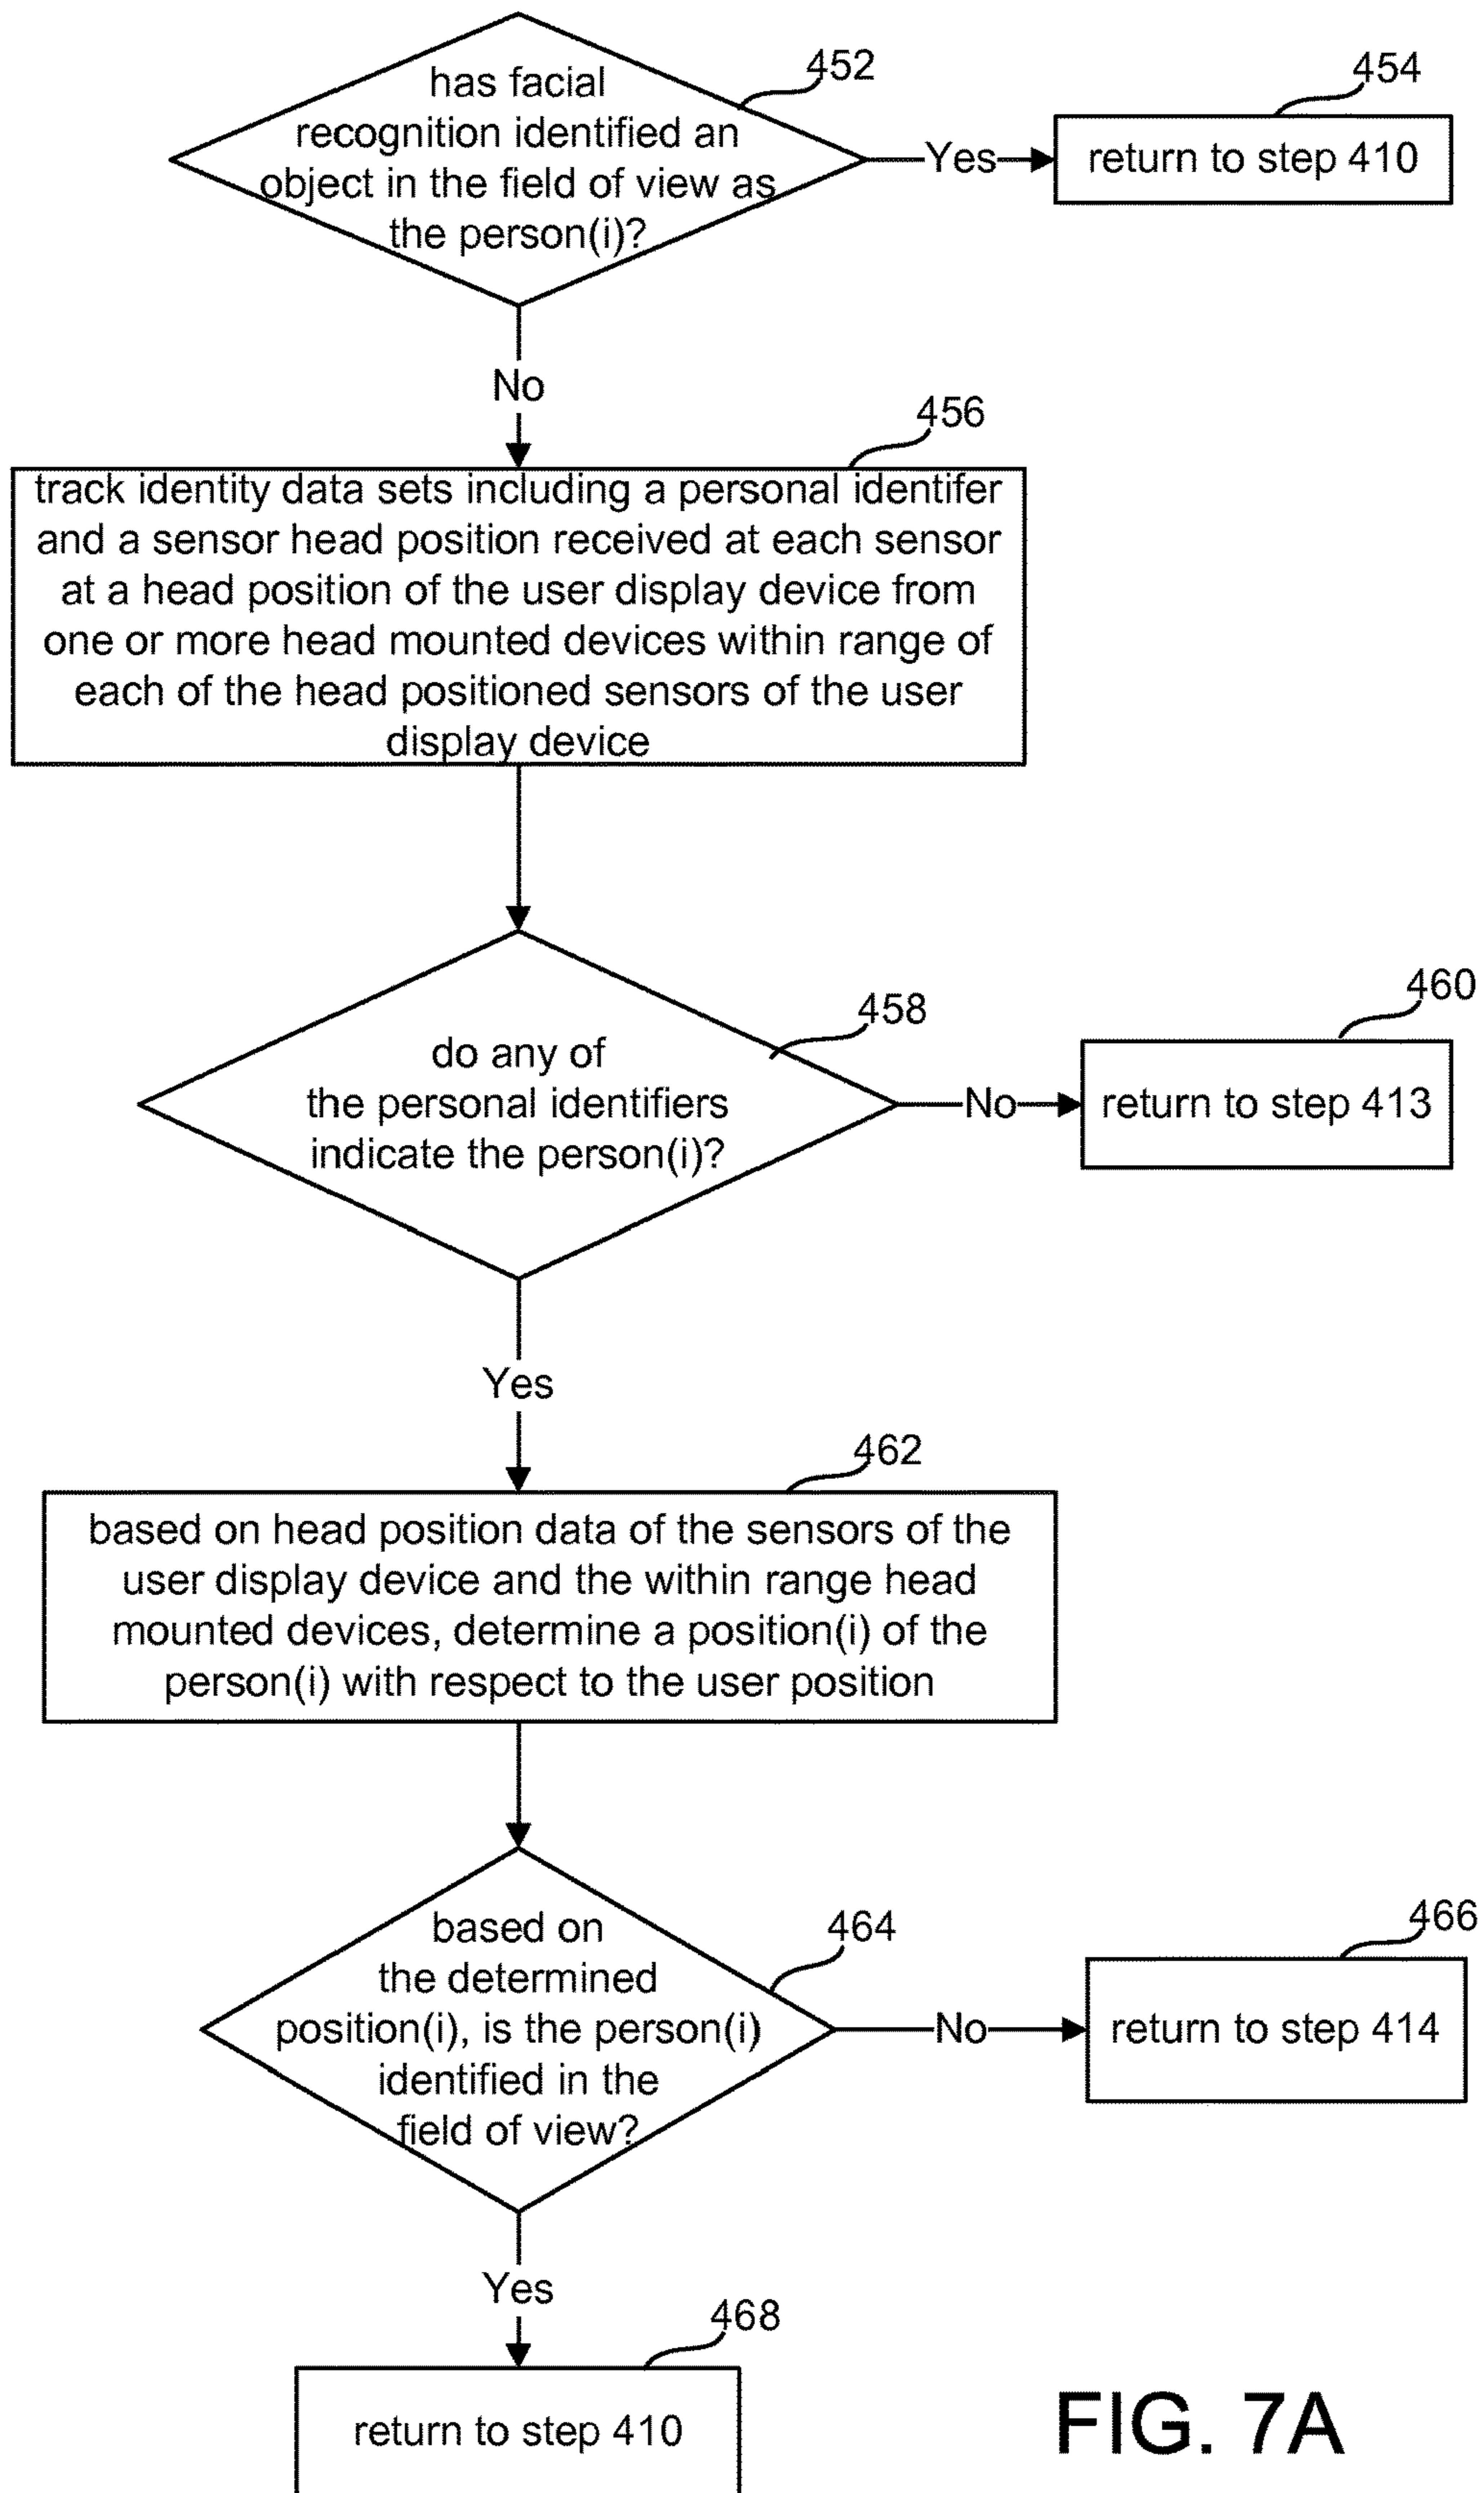 452
has facial
recognition identified an
object in the field of view as
the person(i)?
Yes
454
return to step 410
No
456
track identity data sets including a personal identifer
and a sensor head position received at each sensor
at a head position of the user display device from
one or more head mounted devices within range of
each of the head positioned sensors of the user
display device
458
do any of
the personal identifiers
indicate the person(i)?
No
460
return to step 413
Yes
462
based on head position data of the sensors of the
user display device and the within range head
mounted devices, determine a position(i) of the
person(i) with respect to the user position
464
based on
the determined
position(i), is the person(i)
identified in the
field of view?
No
466
return to step 414
Yes
468
return to step 410
FIG. 7A